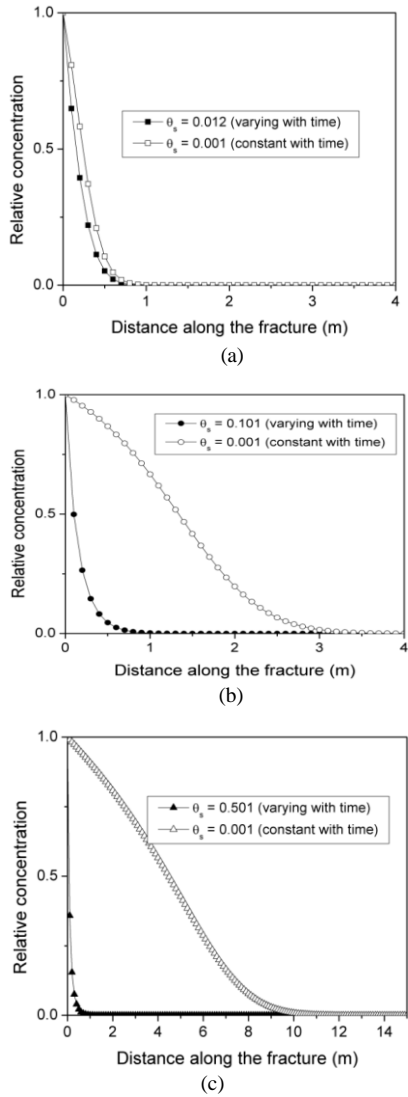 1.0
0.5
0.0
Relative concentration
θs = 0.012 (varying with time)
θs = 0.001 (constant with time)
0 1 2 3 4
Distance along the fracture (m)
(a)
1.0
0.5
0.0
Relative concentration
θs = 0.101 (varying with time)
θs = 0.001 (constant with time)
0 1 2 3 4
Distance along the fracture (m)
(b)
1.0
0.5
0.0
Relative concentration
θs = 0.501 (varying with time)
θs = 0.001 (constant with time)
0 2 4 6 8 10 12 14
Distance along the fracture (m)
(c)